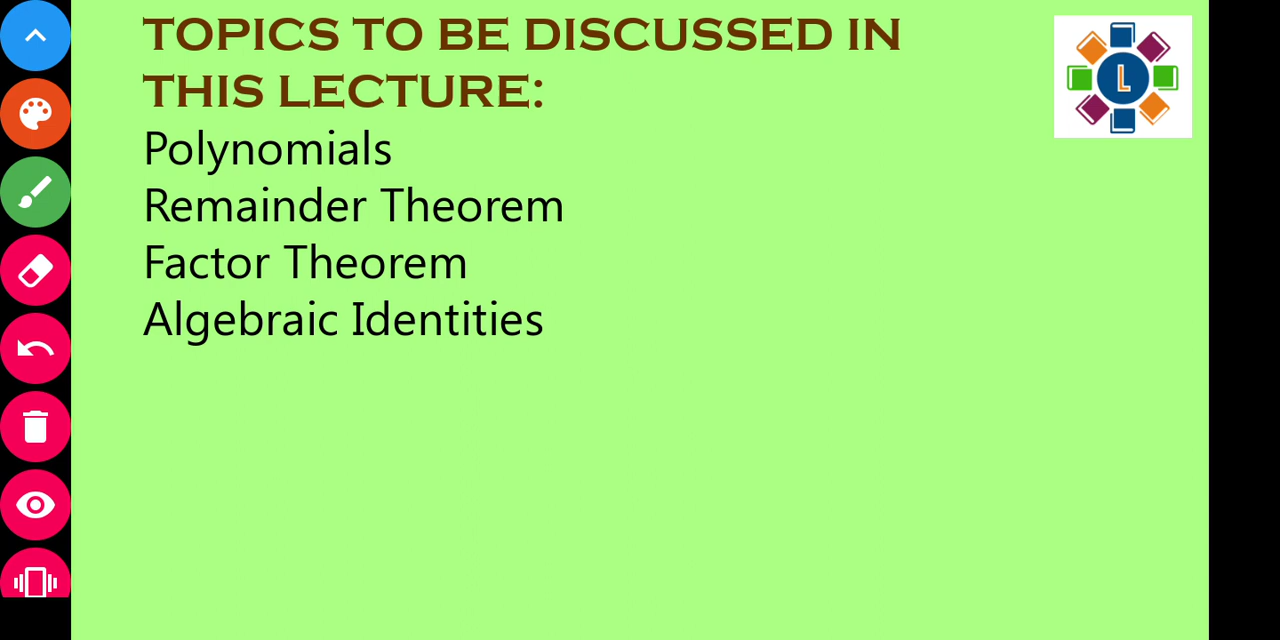 TOPICS TO BE DISCUSSED IN
THIS LECTURE:
Polynomials
Remainder Theorem
Factor Theorem
Algebraic Identities
L